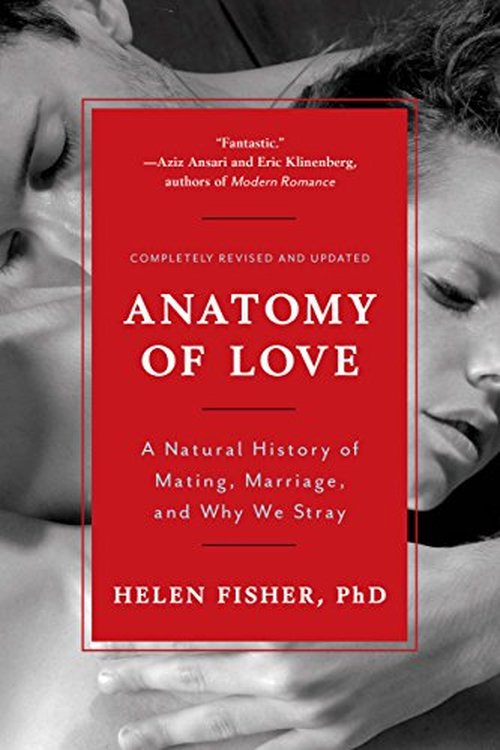 “Fantastic.”
—Aziz Ansari and Eric Klinenberg,
authors of Modern Romance
COMPLETELY REVISED AND UPDATED
ANATOMY
OF LOVE
A Natural History of
Mating, Marriage,
and Why We Stray
HELEN FISHER, PhD